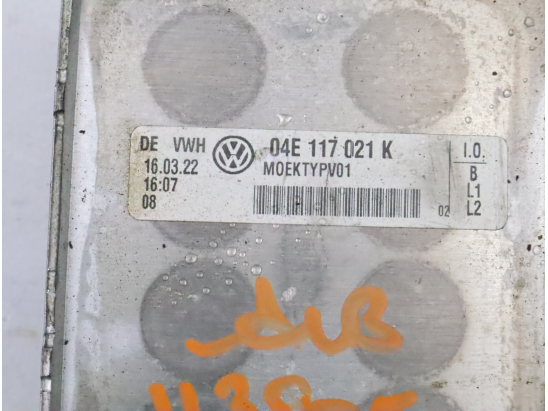 DE VWH 04E 117 021 K
16.03.22 MOEKTYPV01
16:07
08
02
I.O.
B
L1
L2